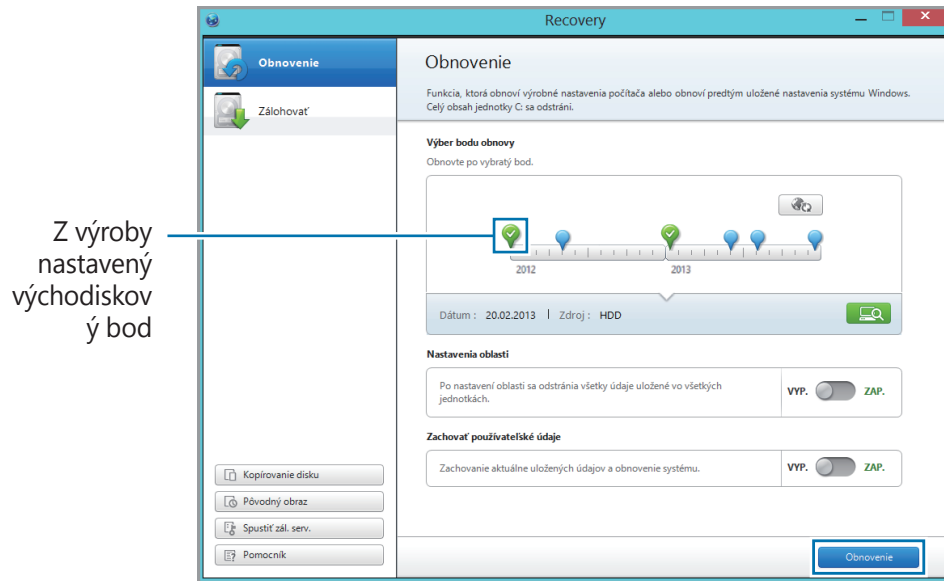 Recovery
Obnovenie
Zálohovať
Kopírovanie disku
Pôvodný obraz
Spustiť zál. serv.
Pomocník
Z výroby
nastavený
východiskov
ý bod
Obnovenie
Funkcia, ktorá obnoví výrobné nastavenia počítača alebo obnoví predtým uložené nastavenia systému Windows.
Celý obsah jednotky C: sa odstráni.
Výber bodu obnovy
Obnovte po vybratý bod.
2012 2013
Dátum : 20.02.2013 | Zdroj : HDD
Nastavenia oblasti
Po nastavení oblasti sa odstránia všetky údaje uložené vo všetkých
jednotkách.
VYP. ZAP.
Zachovať používateľské údaje
Zachovanie aktuálne uložených údajov a obnovenie systému.
VYP. ZAP.
Obnovenie